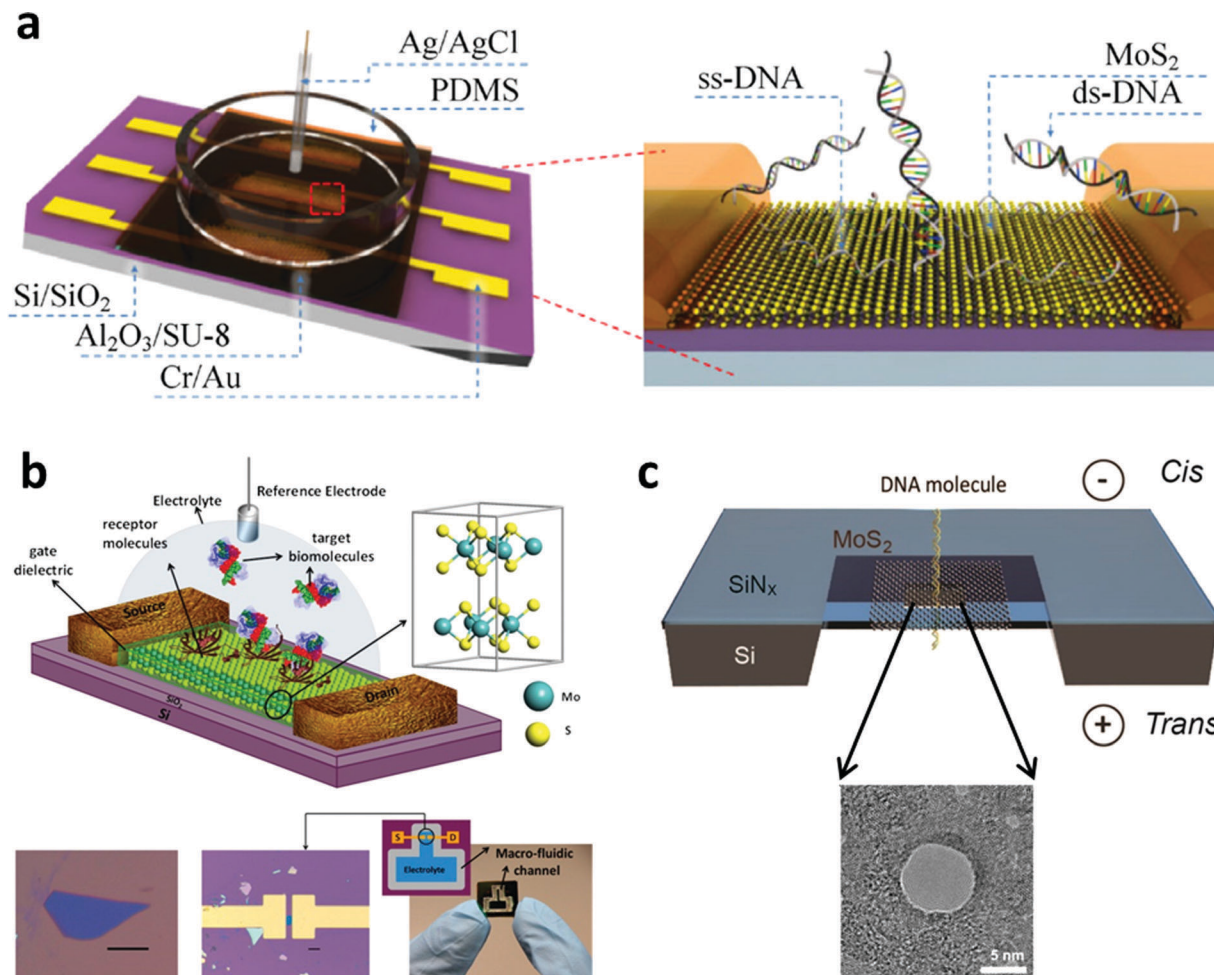 a
Ag/AgCl
PDMS
Si/SiO₂
Al₂O₃/SU-8
Cr/Au
ss-DNA
MoS₂
ds-DNA
b
Reference Electrode
Electrolyte
receptor
molecules
target
biomolecules
gate
dielectric
Source
Drain
SiO₂
Si
Mo
S
S
D
Electrolyte
Macro-fluidic
channel
c
DNA molecule
-
Cis
MoS₂
SiNₓ
Si
+
Trans
5 nm